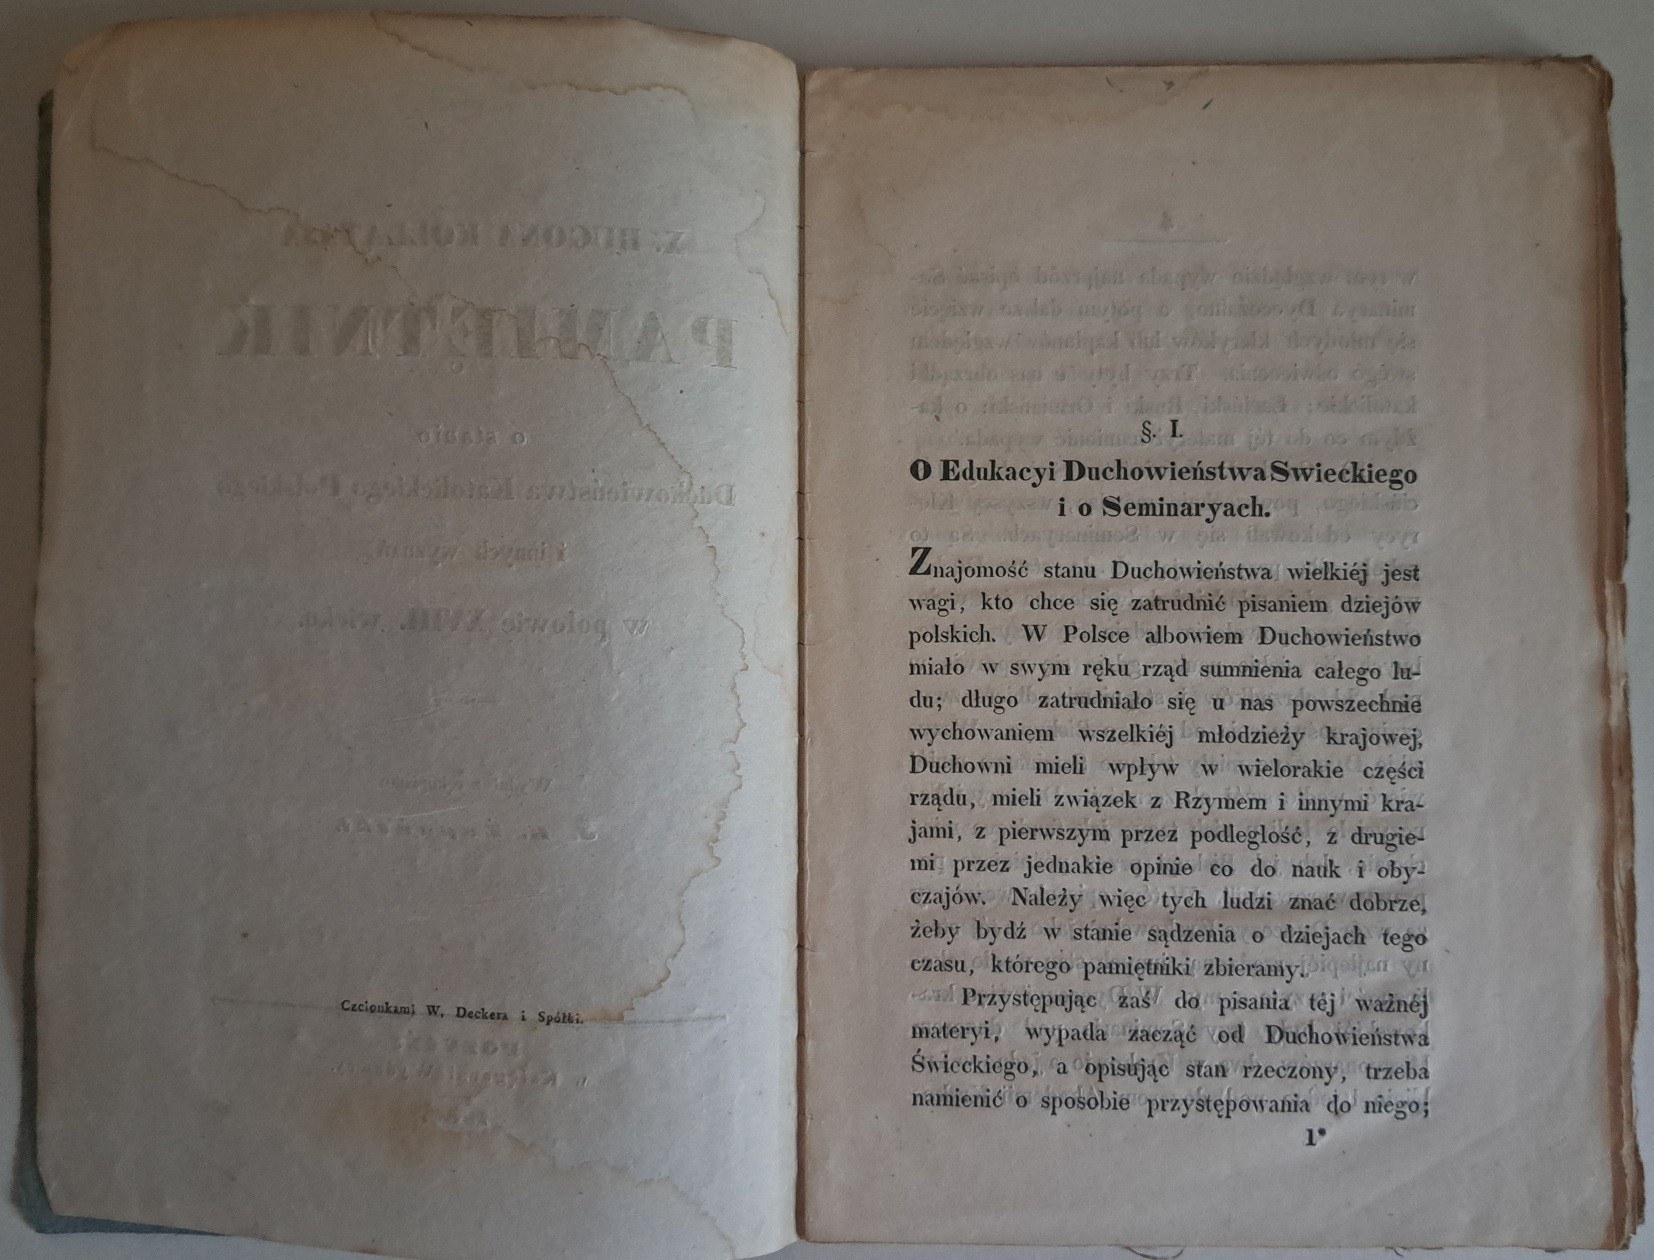 Czcionkami W. Deckera i Spółki.
§. I.
O Edukacyi Duchowieństwa Swieckiego
i o Seminaryach.
Znajomość stanu Duchowieństwa wielkiéj jest
wagi, kto chce się zatrudnić pisaniem dziejów
polskich. W Polsce albowiem Duchowieństwo
miało w swym ręku rząd sumnienia całego lu-
du; długo zatrudniało się u nas powszechnie
wychowaniem wszelkiéj młodzieży krajowej,
Duchowni mieli wpływ w wielorakie części
rządu, mieli związek z Rzymem i innymi kra-
jami, z pierwszym przez podległość, z drugie-
mi przez jednakie opinie co do nauk i oby-
czajów. Należy więc tych ludzi znać dobrze,
żeby bydź w stanie sądzenia o dziejach tego
czasu, którego pamiętniki zbieramy.
Przystępując zaś do pisania téj ważnéj
materyi, wypada zacząć od Duchowieństwa
Świeckiego, a opisując stan rzeczony, trzeba
namienić o sposobie przystępowania do niego;
1*